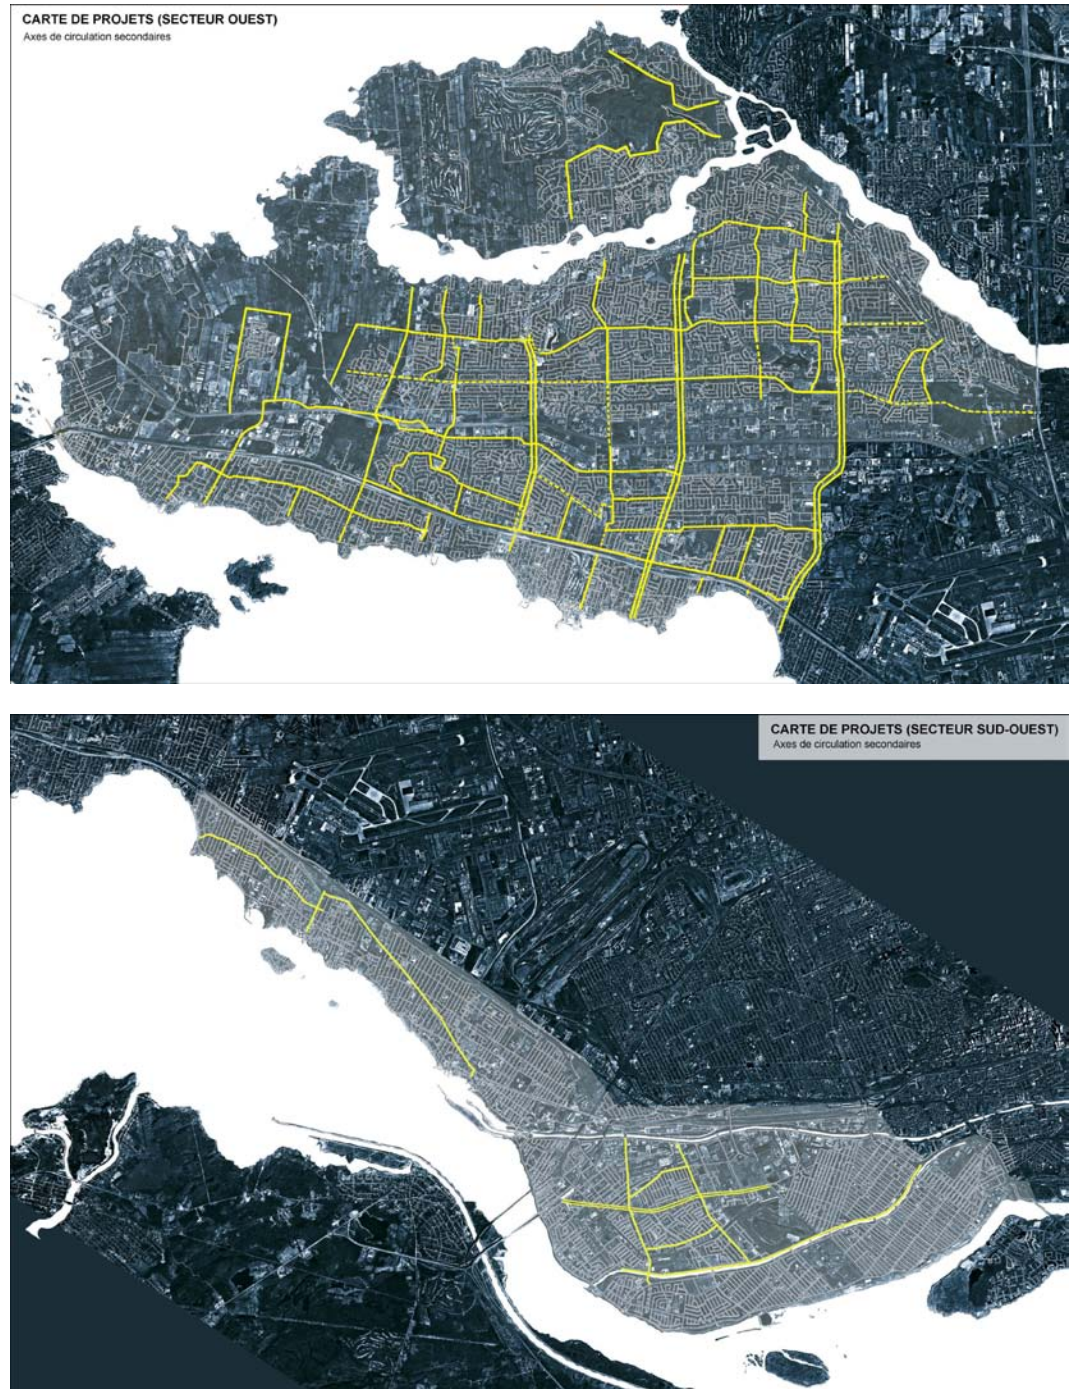 CARTE DE PROJETS (SECTEUR OUEST)
Axes de circulation secondaires
CARTE DE PROJETS (SECTEUR SUD-OUEST)
Axes de circulation secondaires